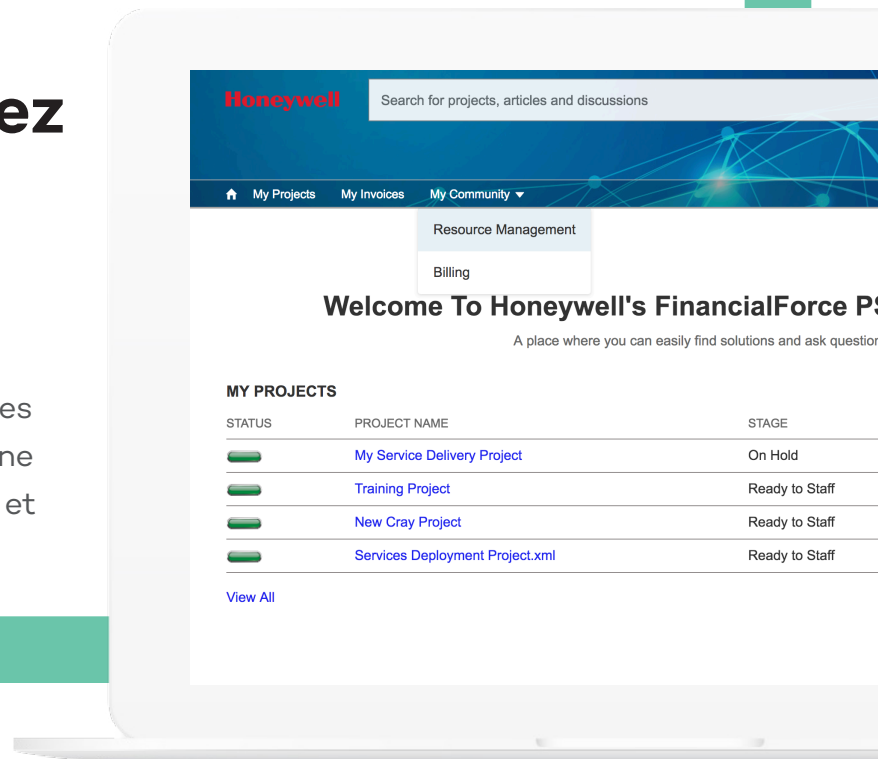 ez
es
ne
et
Honeywell
Search for projects, articles and discussions
My Projects My Invoices My Community
Resource Management
Billing
Welcome To Honeywell's FinancialForce PS
A place where you can easily find solutions and ask question
MY PROJECTS
STATUS PROJECT NAME STAGE
My Service Delivery Project On Hold
Training Project Ready to Staff
New Cray Project Ready to Staff
Services Deployment Project.xml Ready to Staff
View All